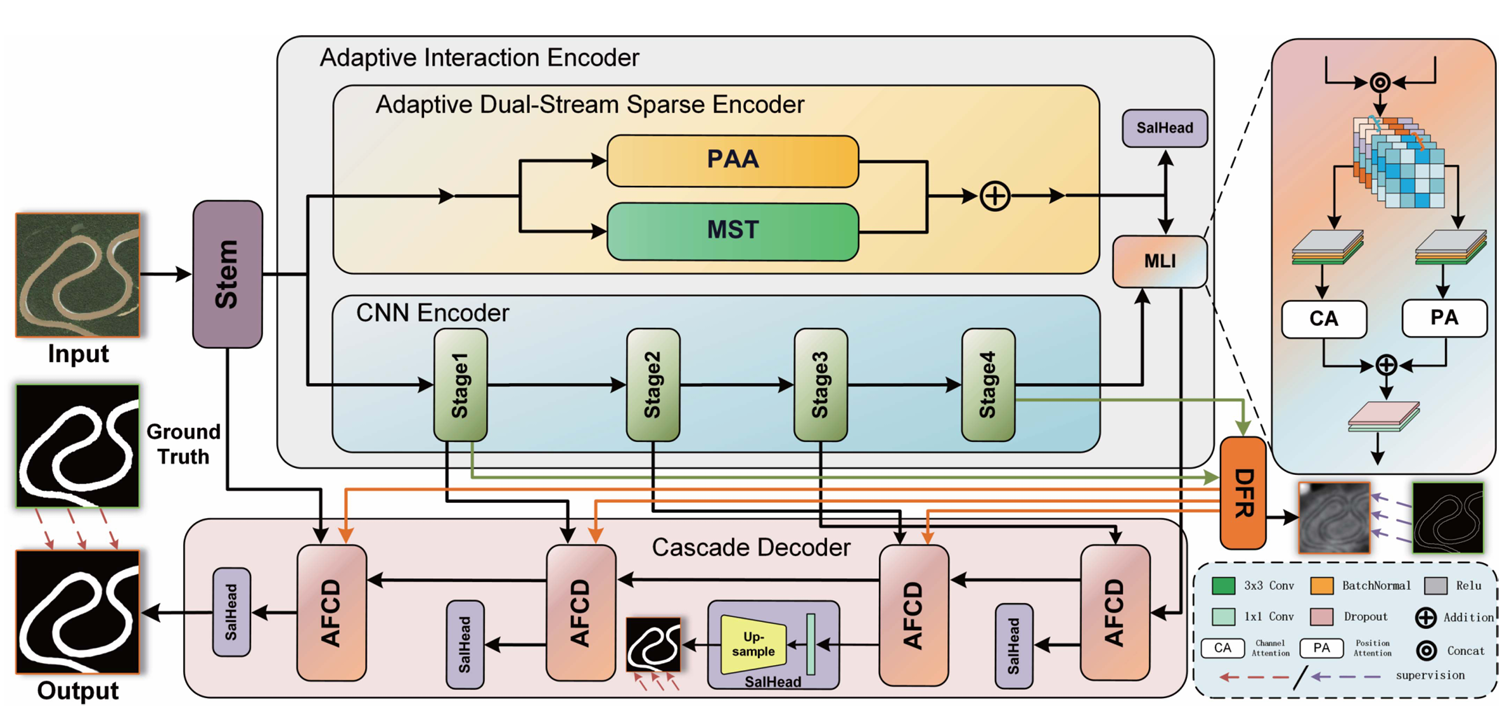 Adaptive Interaction Encoder
Adaptive Dual-Stream Sparse Encoder
PAA
MST
SalHead
MLI
Stem
Input
CNN Encoder
Stage1
Stage2
Stage3
Stage4
CA
PA
Ground
Truth
DFR
Cascade Decoder
AFCD
AFCD
AFCD
AFCD
SalHead
SalHead
Up-
sample
SalHead
SalHead
Output
3x3 Conv
BatchNormal
Relu
1x1 Conv
Dropout
Addition
CA
Channel
Attention
PA
Position
Attention
Concat
supervision